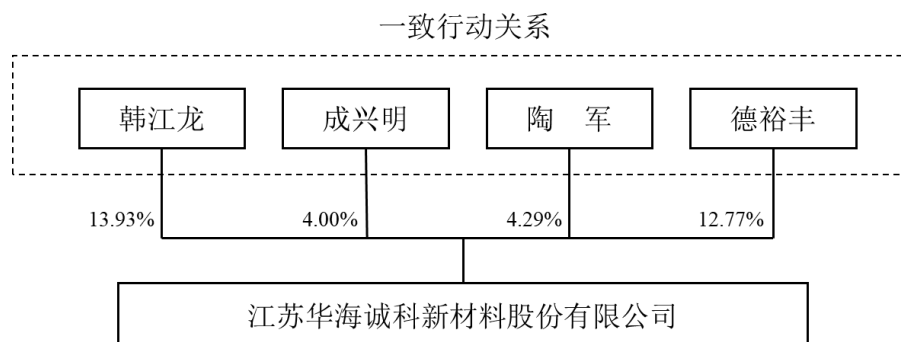 一致行动关系
韩江龙 成兴明 陶 军 德裕丰
13.93% 4.00% 4.29% 12.77%
江苏华海诚科新材料股份有限公司